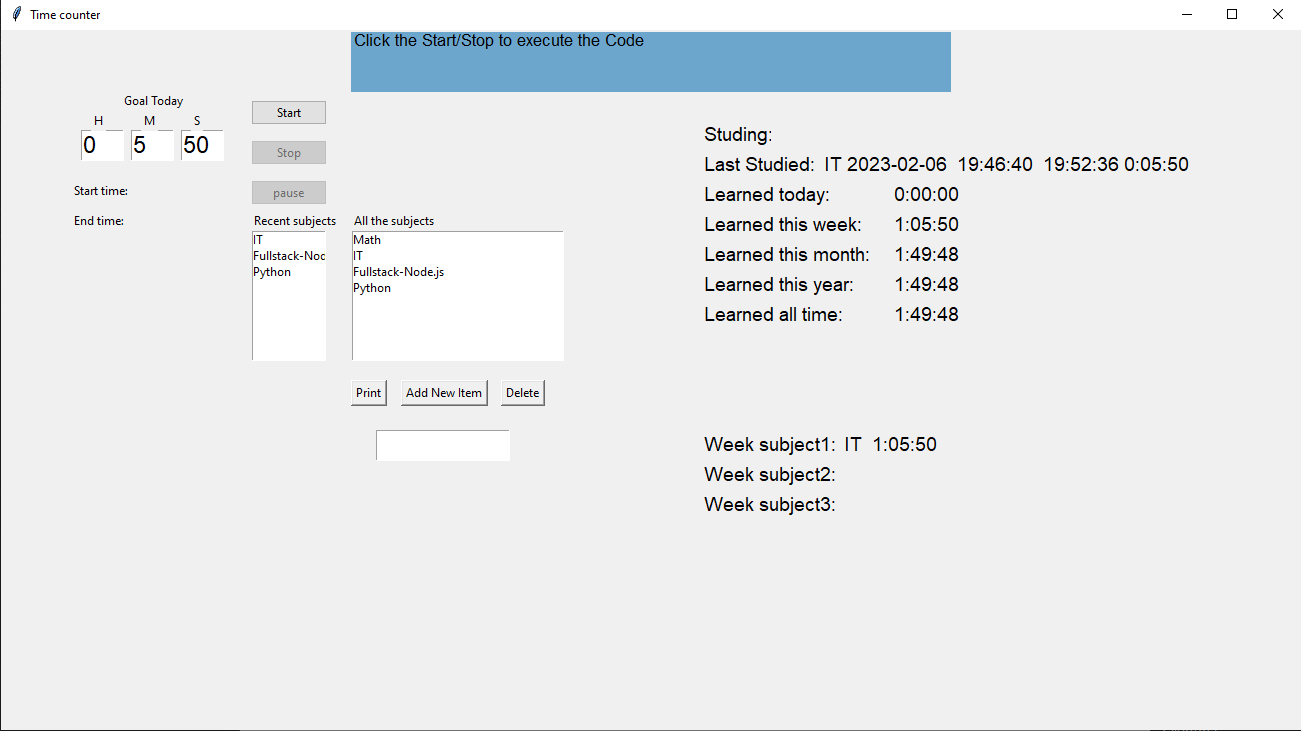 Time counter
Click the Start/Stop to execute the Code
Goal Today
H M S
0 5 50
Start
Stop
pause
Start time:
End time:
Recent subjects
IT
Fullstack-Noc
Python
All the subjects
Math
IT
Fullstack-Node.js
Python
Print Add New Item Delete
Studing:
Last Studied: IT 2023-02-06 19:46:40 19:52:36 0:05:50
Learned today: 0:00:00
Learned this week: 1:05:50
Learned this month: 1:49:48
Learned this year: 1:49:48
Learned all time: 1:49:48
Week subject1: IT 1:05:50
Week subject2:
Week subject3: